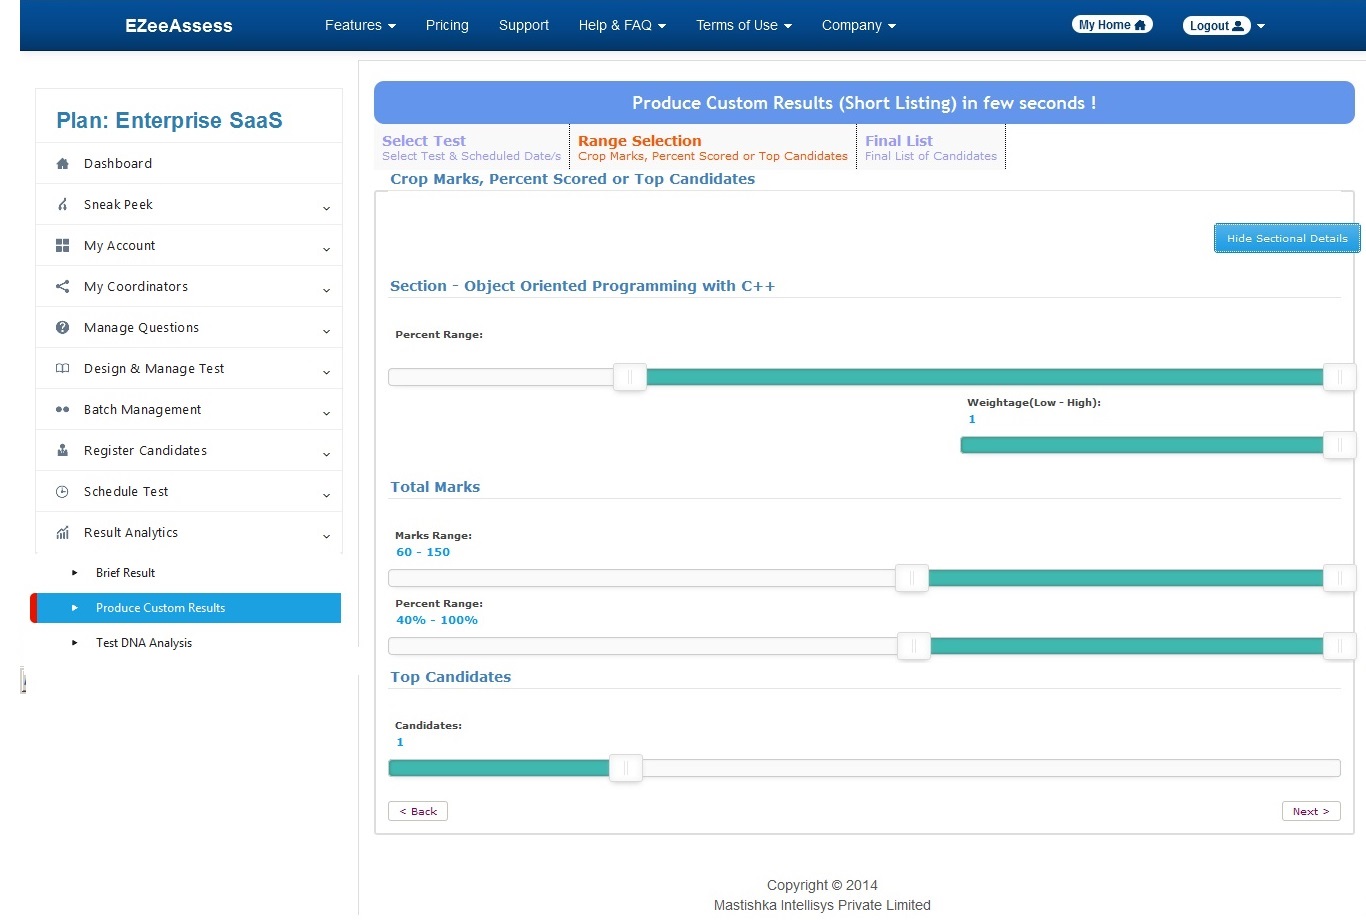 EZeeAssess
Features
Pricing
Support
Help & FAQ
Terms of Use
Company
My Home
Logout
Plan: Enterprise SaaS
Dashboard
Sneak Peek
My Account
My Coordinators
Manage Questions
Design & Manage Test
Batch Management
Register Candidates
Schedule Test
Result Analytics
Brief Result
Produce Custom Results
Test DNA Analysis
Produce Custom Results (Short Listing) in few seconds !
Select Test
Select Test & Scheduled Date/s
Range Selection
Crop Marks, Percent Scored or Top Candidates
Final List
Final List of Candidates
Crop Marks, Percent Scored or Top Candidates
Hide Sectional Details
Section - Object Oriented Programming with C++
Percent Range:
Weightage(Low - High):
1
Total Marks
Marks Range:
60 - 150
Percent Range:
40% - 100%
Top Candidates
Candidates:
1
< Back
Next >
Copyright © 2014
Mastishka Intellisys Private Limited